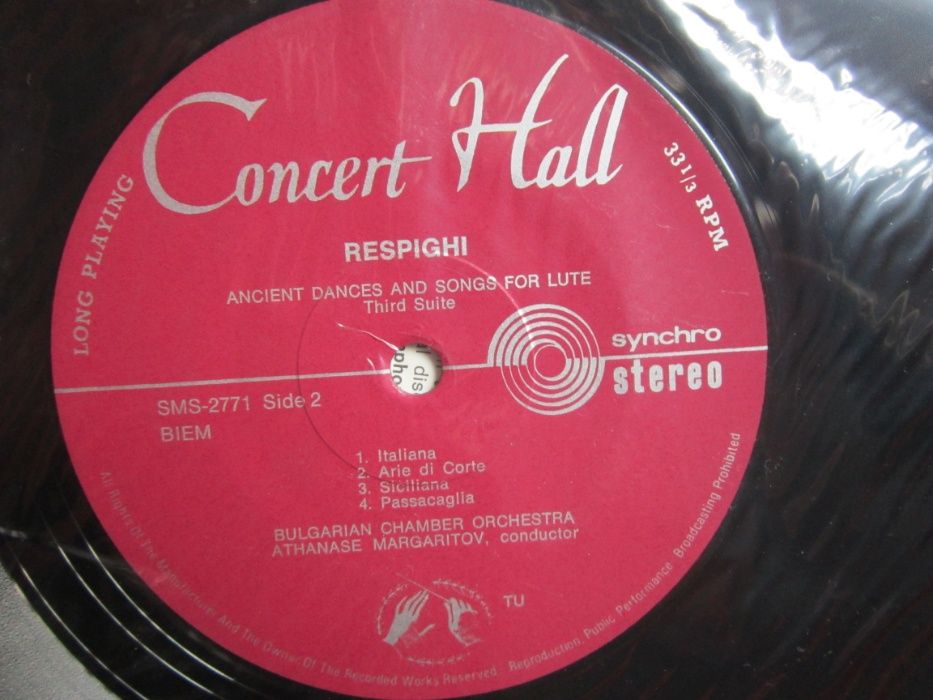 Concert Hall
LONG PLAYING
33 1/3 RPM
RESPIGHI
ANCIENT DANCES AND SONGS FOR LUTE
Third Suite
synchro
stereo
SMS-2771 Side 2
BIEM
1. Italiana
2. Arie di Corte
3. Siciliana
4. Passacaglia
BULGARIAN CHAMBER ORCHESTRA
ATHANASE MARGARITOV, conductor
TU
All Rights Of The Manufacturer And The Owner Of The Recorded Works Reserved · Reproduction, Public Performance, Broadcasting Prohibited